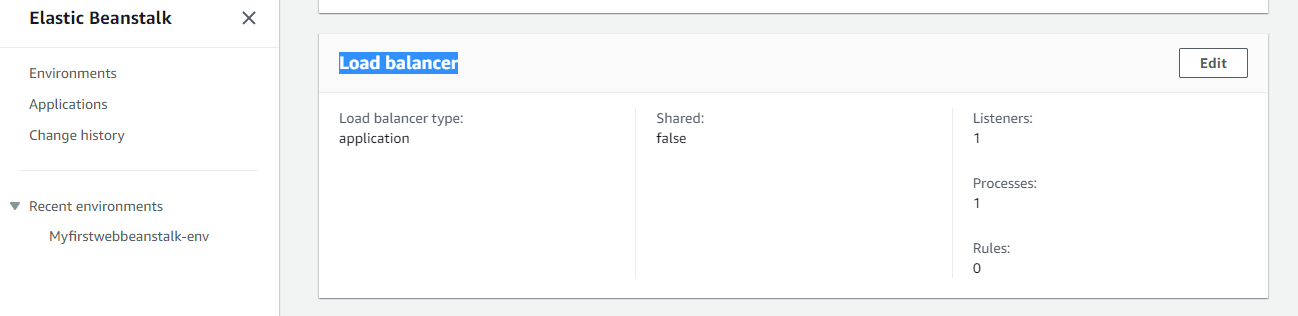 Elastic Beanstalk
Environments
Applications
Change history
Recent environments
Myfirstwebbeanstalk-env
Load balancer
Edit
Load balancer type:
application
Shared:
false
Listeners:
1
Processes:
1
Rules:
0